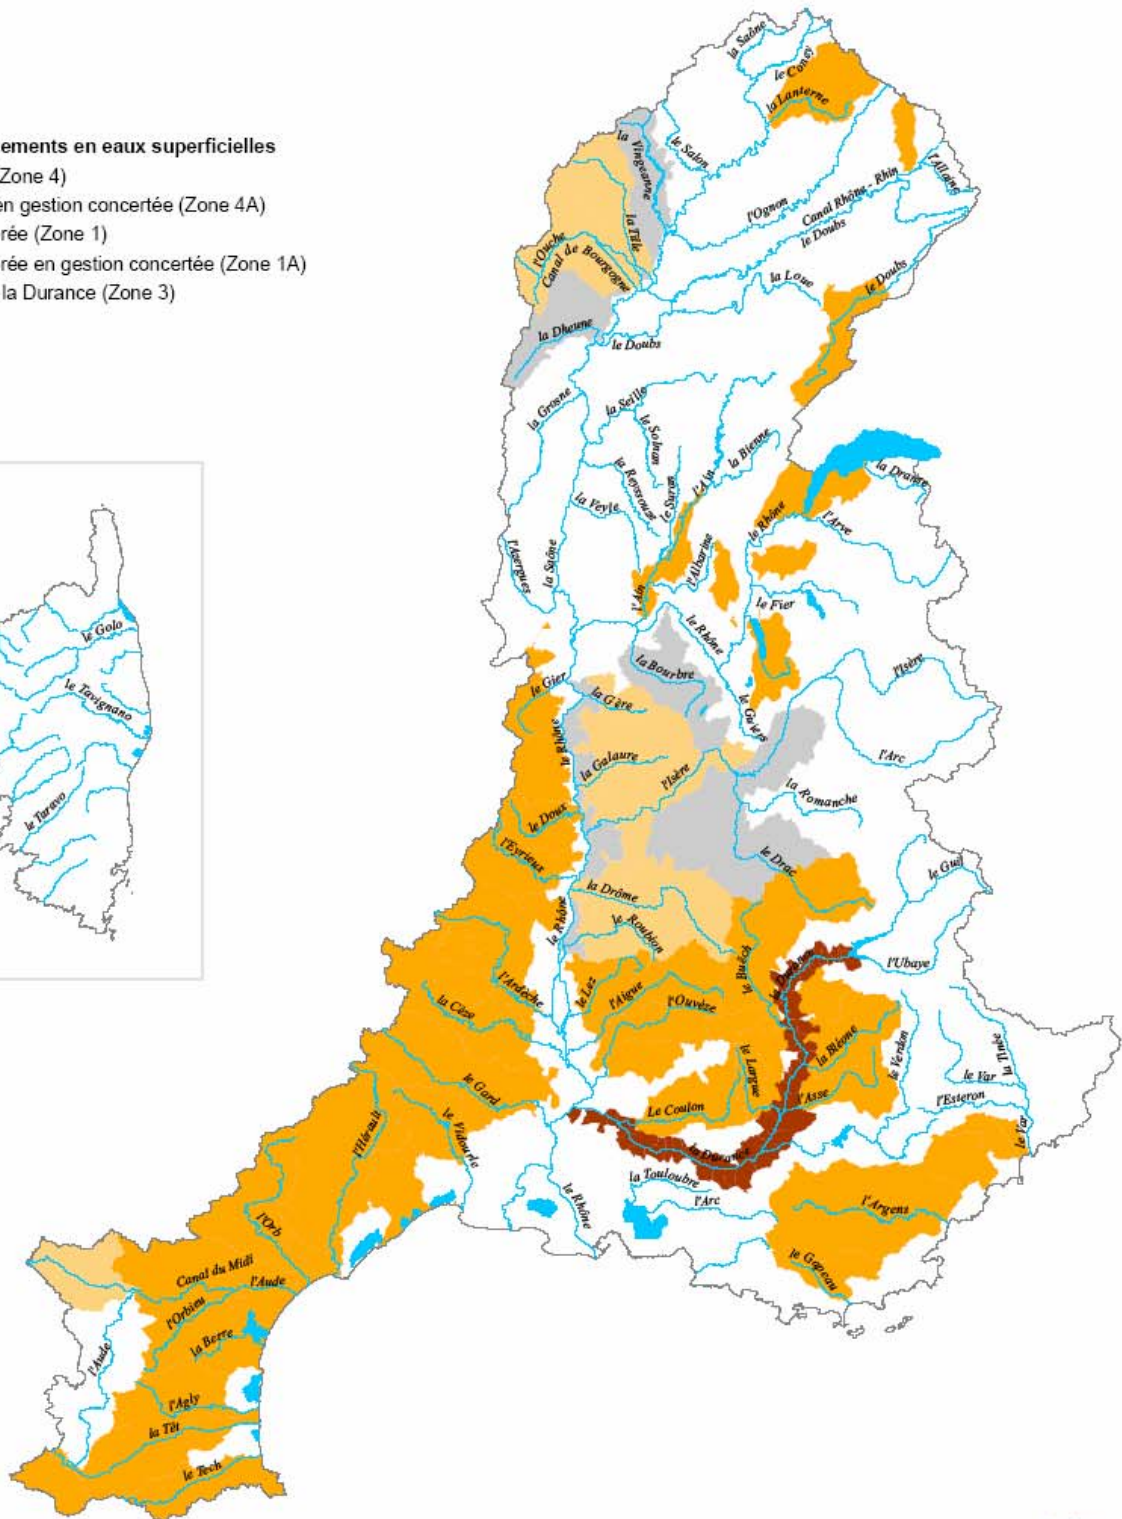 ements en eaux superficielles
Zone 4)
en gestion concertée (Zone 4A)
rée (Zone 1)
rée en gestion concertée (Zone 1A)
la Durance (Zone 3)
la Saône
le Coney
la Lanterne
la Vingeanne
le Salon
l'Allaine
l'Ognon
Canal Rhône - Rhin
le Doubs
la Tille
l'Ouche
Canal de Bourgogne
la Loue
le Doubs
la Dheune
le Doubs
la Grosne
la Seille
le Solnan
la Bienne
la Reyssouze
le Suran
l'Ain
la Veyle
la Dranse
le Rhône
l'Arve
l'Azergues
la Saône
l'Albarine
l'Ain
le Fier
le Rhône
la Bourbre
l'Isère
le Gier
la Gère
le Guiers
le Rhône
l'Arc
la Galaure
l'Isère
la Romanche
le Doux
l'Eyrieux
le Drac
le Guil
la Drôme
le Roubion
le Rhône
le Buëch
la Durance
l'Ubaye
l'Ardèche
le Lez
l'Aigue
l'Ouvèze
la Cèze
la Bléone
le Verdon
la Tinée
le Largue
le Var
le Gard
Le Coulon
l'Asse
l'Esteron
l'Hérault
le Vidourle
le Var
la Durance
la Touloubre
l'Arc
le Rhône
l'Argens
l'Orb
le Gapeau
Canal du Midi
l'Aude
l'Orbieu
la Berre
l'Aude
l'Agly
la Têt
le Tech
le Golo
le Tavignano
le Taravo